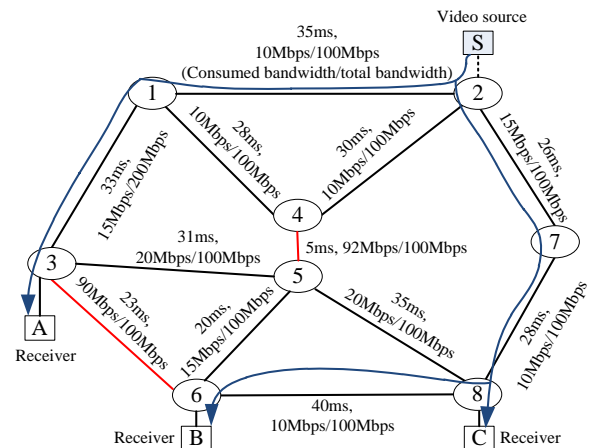 Video source
S
35ms,
10Mbps/100Mbps
(Consumed bandwidth/total bandwidth)
1
2
28ms,
10Mbps/100Mbps
30ms,
10Mbps/100Mbps
26ms,
15Mbps/100Mbps
33ms,
15Mbps/200Mbps
4
7
31ms,
20Mbps/100Mbps
5ms, 92Mbps/100Mbps
3
5
23ms,
90Mbps/100Mbps
20ms,
15Mbps/100Mbps
35ms,
20Mbps/100Mbps
28ms,
10Mbps/100Mbps
A
Receiver
6
8
40ms,
10Mbps/100Mbps
Receiver
B
C
Receiver